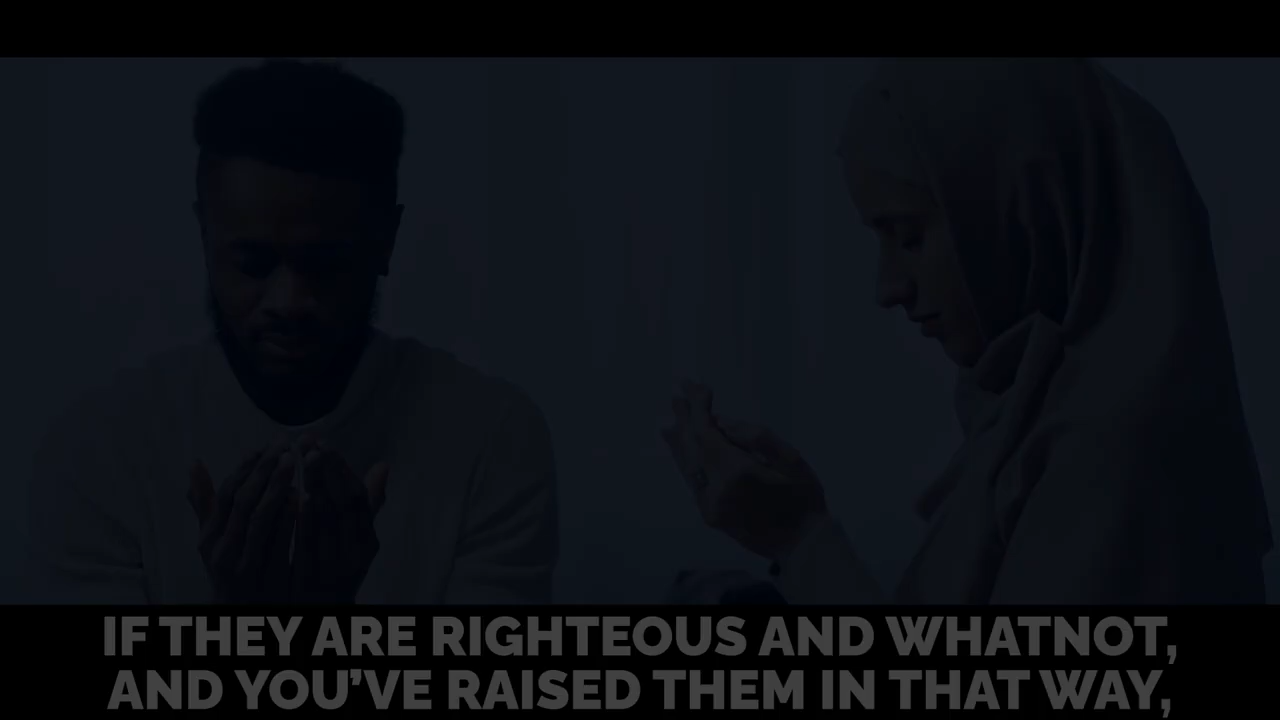 IF THEY ARE RIGHTEOUS AND WHATNOT,
AND YOU’VE RAISED THEM IN THAT WAY,